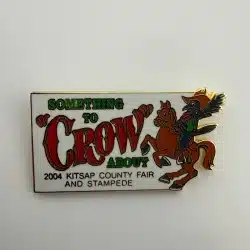 SOMETHING
TO
"CROW"
ABOUT
2004 KITSAP COUNTY FAIR
AND STAMPEDE